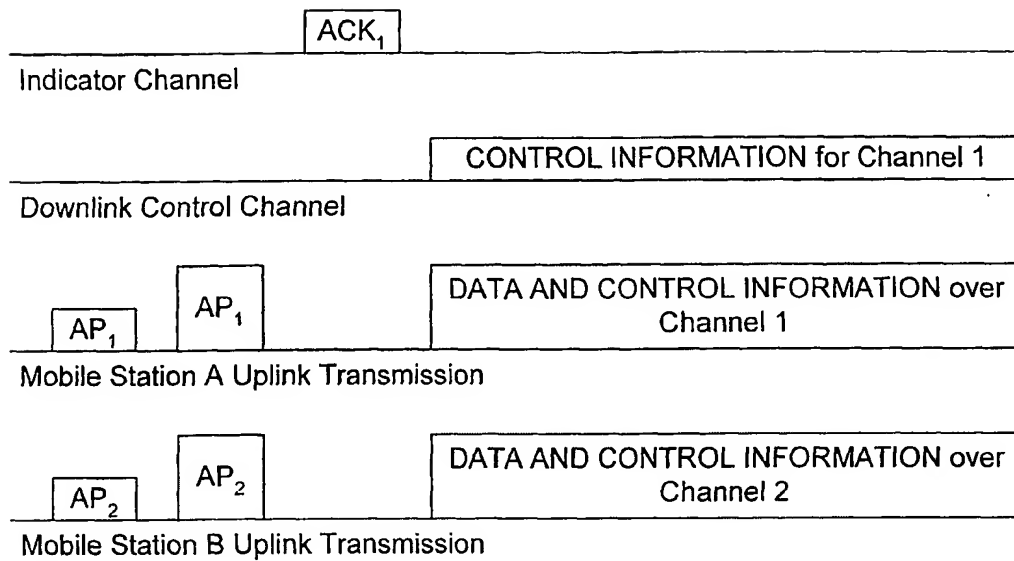 ACK₁
Indicator Channel
CONTROL INFORMATION for Channel 1
Downlink Control Channel
AP₁
AP₁
DATA AND CONTROL INFORMATION over
Channel 1
Mobile Station A Uplink Transmission
AP₂
AP₂
DATA AND CONTROL INFORMATION over
Channel 2
Mobile Station B Uplink Transmission